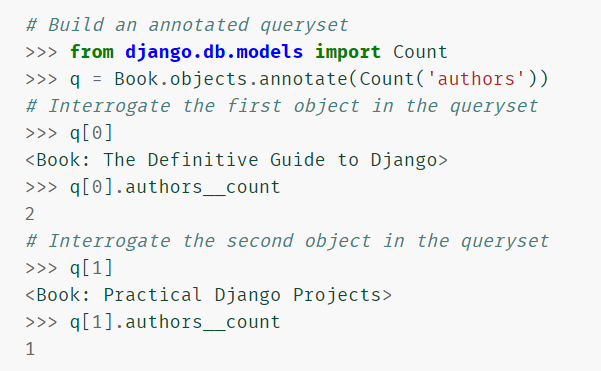 # Build an annotated queryset
>>> from django.db.models import Count
>>> q = Book.objects.annotate(Count('authors'))
# Interrogate the first object in the queryset
>>> q[0]
<Book: The Definitive Guide to Django>
>>> q[0].authors__count
2
# Interrogate the second object in the queryset
>>> q[1]
<Book: Practical Django Projects>
>>> q[1].authors__count
1